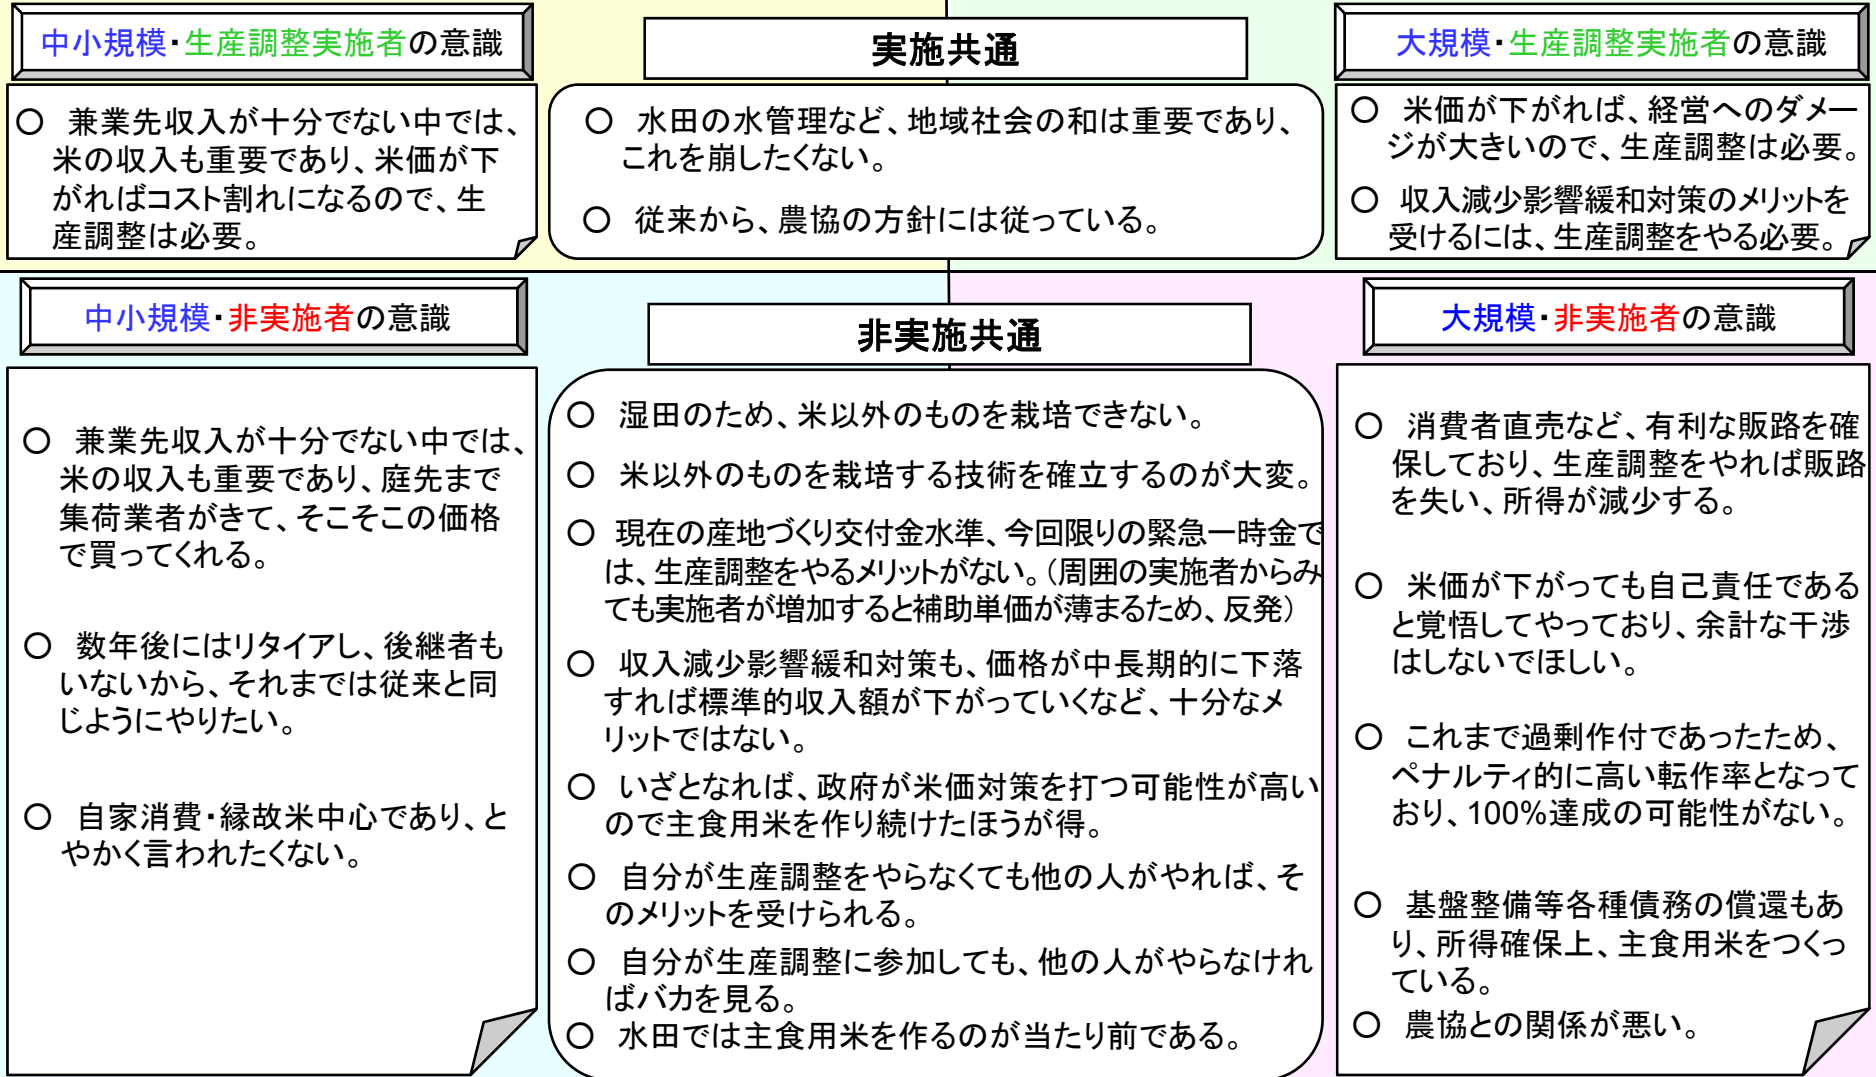 中小規模・生産調整実施者の意識
○ 兼業先収入が十分でない中では、
米の収入も重要であり、米価が下
がればコスト割れになるので、生
産調整は必要。
実施共通
○ 水田の水管理など、地域社会の和は重要であり、
これを崩したくない。
○ 従来から、農協の方針には従っている。
大規模・生産調整実施者の意識
○ 米価が下がれば、経営へのダメー
ジが大きいので、生産調整は必要。
○ 収入減少影響緩和対策のメリットを
受けるには、生産調整をやる必要。
中小規模・非実施者の意識
○ 兼業先収入が十分でない中では、
米の収入も重要であり、庭先まで
集荷業者がきて、そこそこの価格
で買ってくれる。
○ 数年後にはリタイアし、後継者も
いないから、それまでは従来と同
じようにやりたい。
○ 自家消費・縁故米中心であり、と
やかく言われたくない。
非実施共通
○ 湿田のため、米以外のものを栽培できない。
○ 米以外のものを栽培する技術を確立するのが大変。
○ 現在の産地づくり交付金水準、今回限りの緊急一時金で
は、生産調整をやるメリットがない。(周囲の実施者からみ
ても実施者が増加すると補助単価が薄まるため、反発)
○ 収入減少影響緩和対策も、価格が中長期的に下落
すれば標準的収入額が下がっていくなど、十分なメ
リットではない。
○ いざとなれば、政府が米価対策を打つ可能性が高い
ので主食用米を作り続けたほうが得。
○ 自分が生産調整をやらなくても他の人がやれば、そ
のメリットを受けられる。
○ 自分が生産調整に参加しても、他の人がやらなけれ
ばバカを見る。
○ 水田では主食用米を作るのが当たり前である。
大規模・非実施者の意識
○ 消費者直売など、有利な販路を確
保しており、生産調整をやれば販路
を失い、所得が減少する。
○ 米価が下がっても自己責任である
と覚悟してやっており、余計な干渉
はしないでほしい。
○ これまで過剰作付であったため、
ペナルティ的に高い転作率となって
おり、100%達成の可能性がない。
○ 基盤整備等各種債務の償還もあ
り、所得確保上、主食用米をつくっ
ている。
○ 農協との関係が悪い。